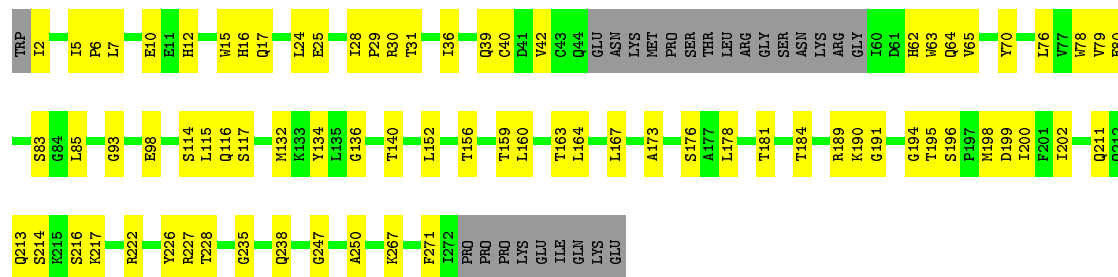 TRP I2 I5 P6 L7 E10 E11 H12 W15 H16 Q17 L24 E25 I28 P29 R30 T31 I36 Q39 C40 D41 V42 C43 Q44 GLU ASN LYS MET PRO SER THR LEU ARG GLY SER ASN LYS ARG GLY I60 D61 H62 W63 Q64 V65 Y70 L76 V77 W78 V79
S83 G84 L85 G93 E98 S114 L115 Q116 S117 M132 K133 Y134 L135 G136 T140 L152 T156 T159 L160 T163 L164 L167 A173 S176 A177 L178 T181 T184 R189 K190 G191 G194 T195 S196 P197 M198 D199 I200 F201 I202 Q211
Q213 S214 K215 S216 K217 R222 Y226 R227 T228 G235 Q238 G247 A250 K267 F271 I272 PRO PRO PRO LYS GLU ILE GLN LYS GLU